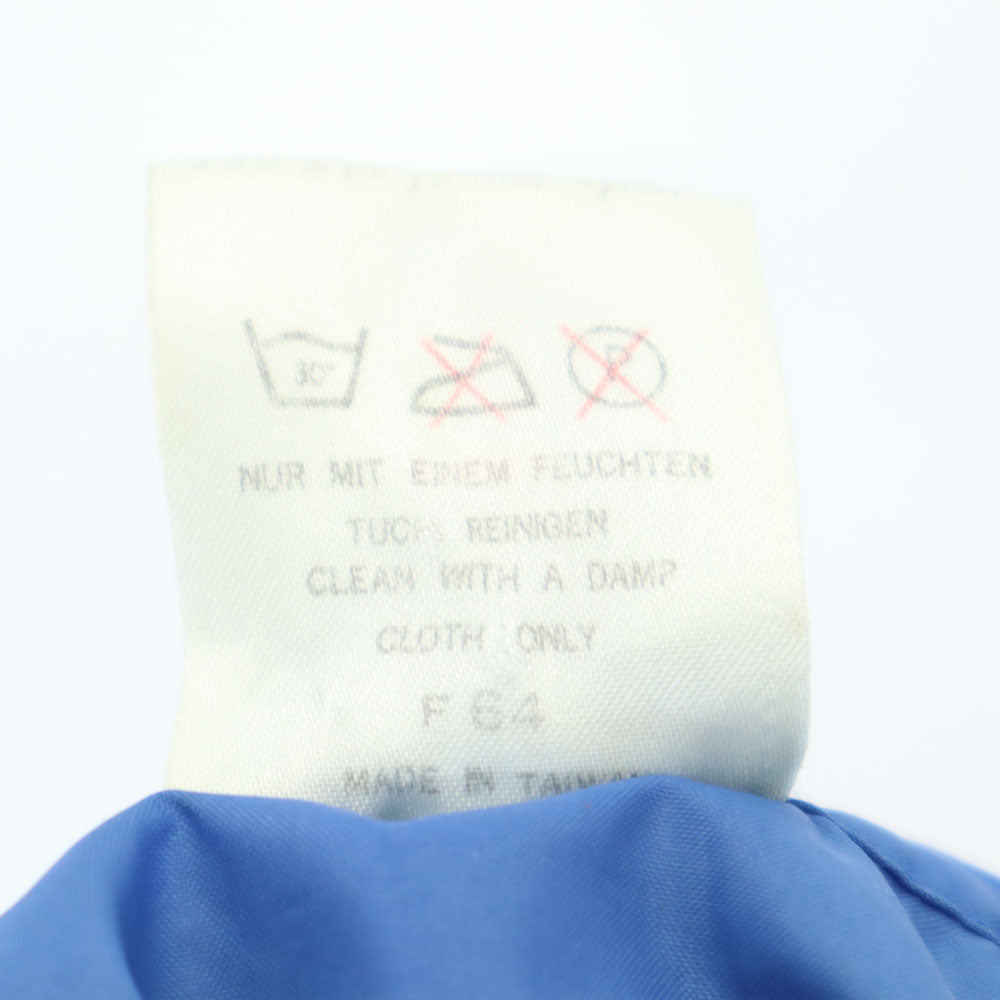 30°
P
NUR MIT EINEM FEUCHTEN
TUCH REINIGEN
CLEAN WITH A DAMP
CLOTH ONLY
F 64
MADE IN TAIWAN